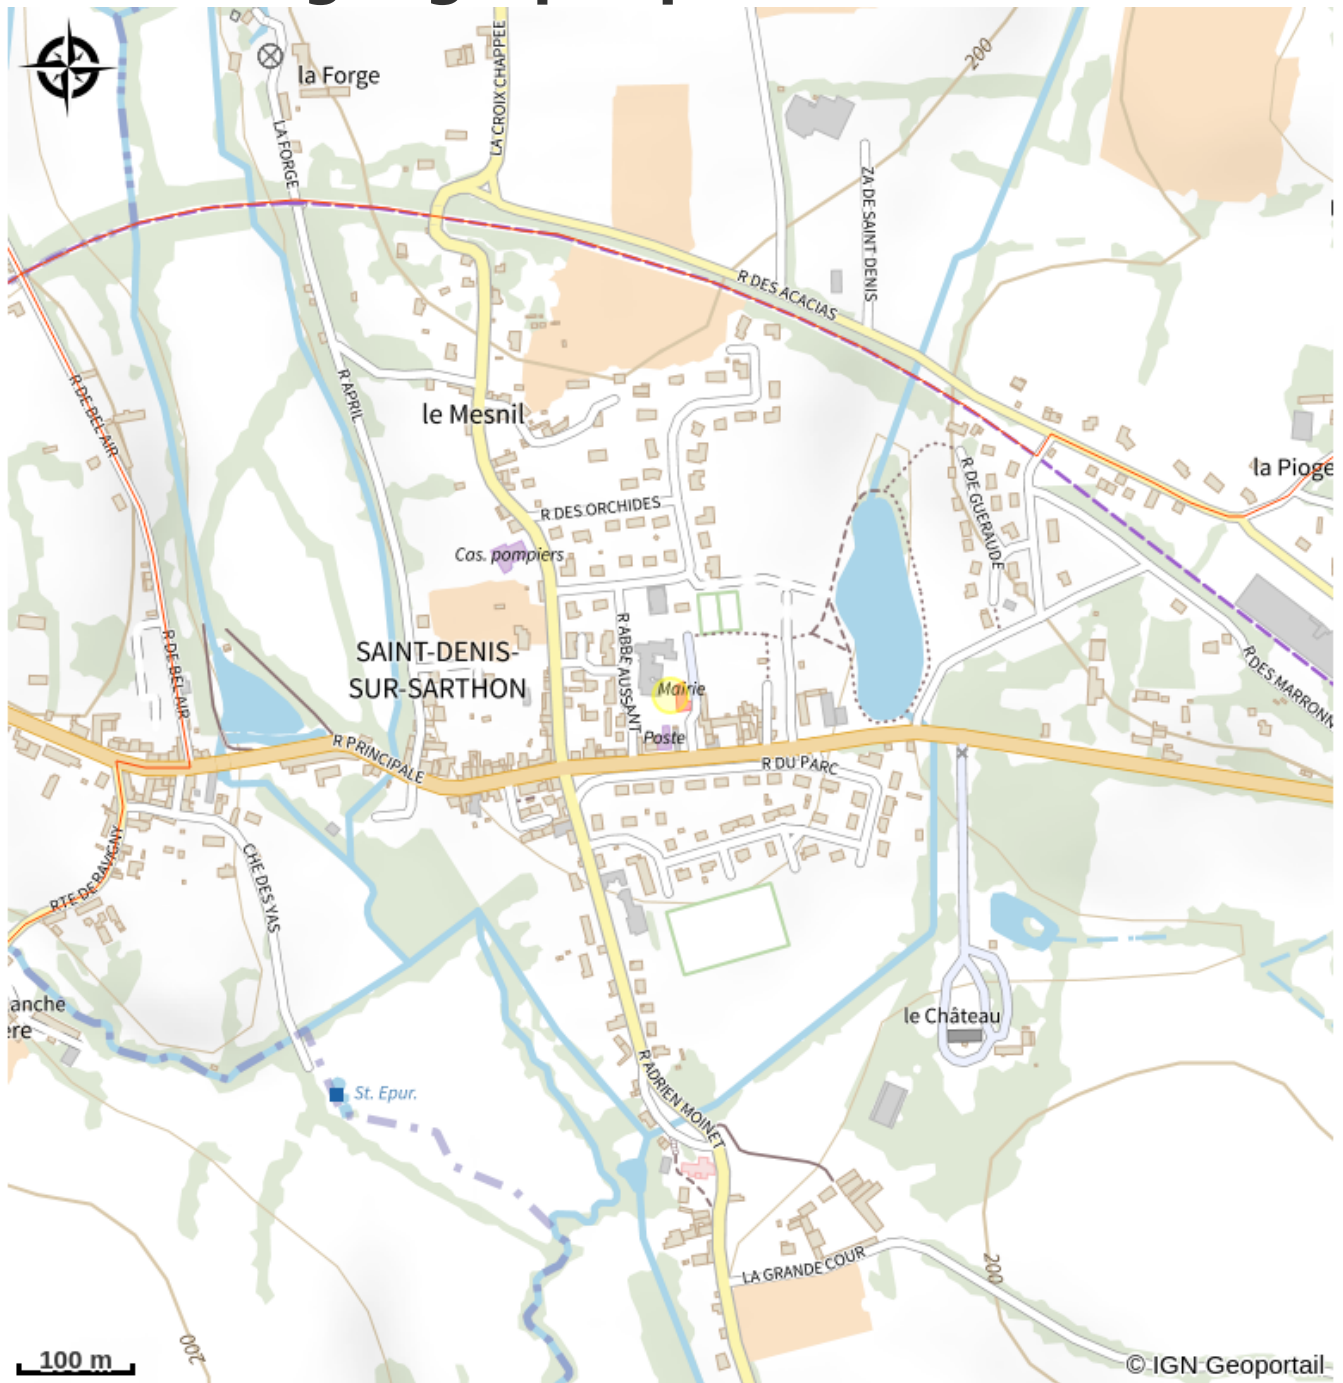 200
la Forge
LA CROIX CHAPPEE
LA FORGE
ZA DE SAINT DENIS
R DES ACACIAS
R DE BEL AIR
R APRIL
le Mesnil
la Pioge
R DE GUERAUDE
R DES ORCHIDES
Cas. pompiers
R ABBE AUSSANT
SAINT-DENIS-
SUR-SARTHON
R DE BEL AIR
R DES MARRONN
Mairie
Poste
R PRINCIPALE
R DU PARC
RTE DE RAVIGNY
CHE DES YAS
anche
ere
le Château
R ADRIEN MOINET
St. Epur.
LA GRANDE COUR
200
200
100 m
© IGN Geoportail